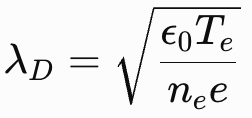 λ_D = √(ϵ₀T_e / n_e e)